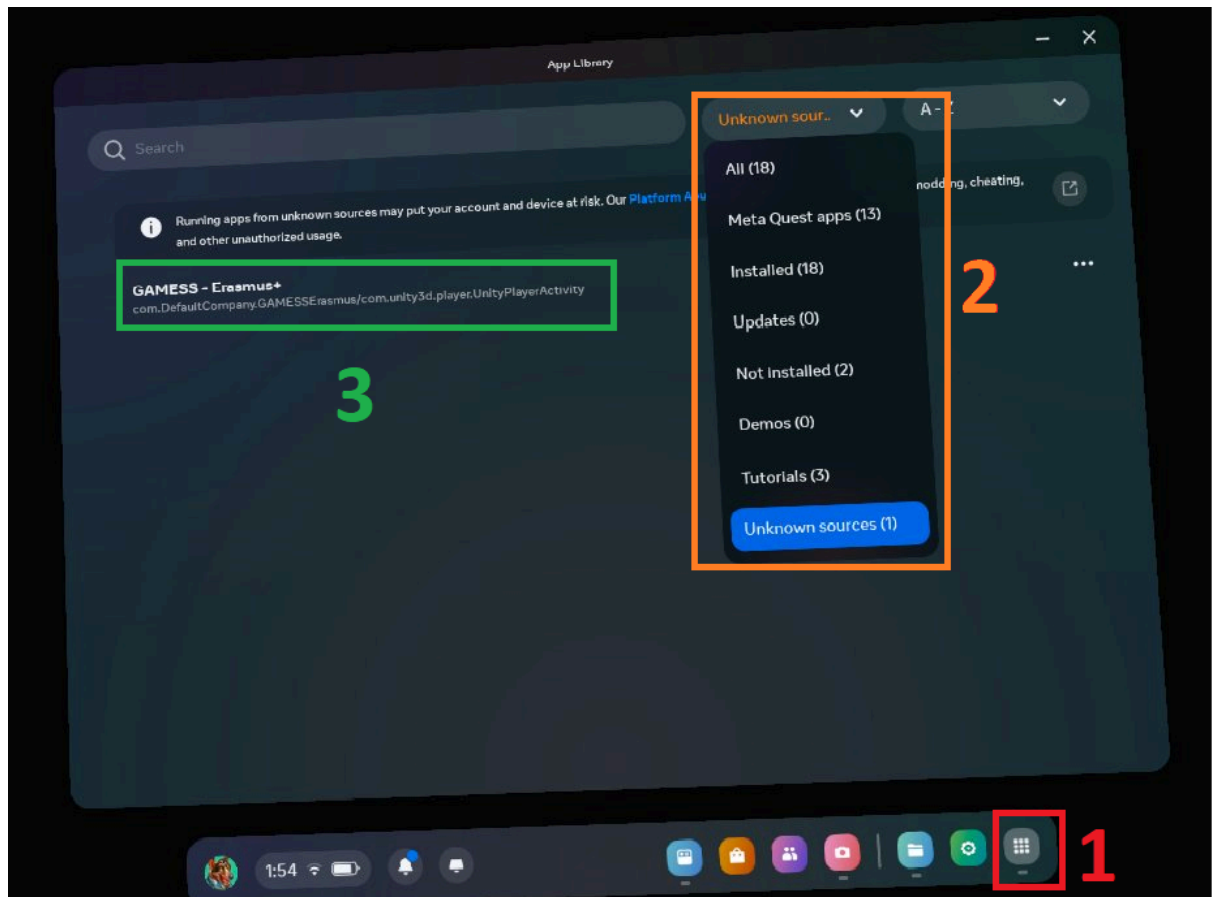 App Library
Search
Unknown sour..
A - Z
Running apps from unknown sources may put your account and device at risk. Our Platform Abu
modding, cheating,
and other unauthorized usage.
All (18)
Meta Quest apps (13)
Installed (18)
Updates (0)
Not installed (2)
Demos (0)
Tutorials (3)
Unknown sources (1)
2
GAMESS - Erasmus+
com.DefaultCompany.GAMESSErasmus/com.unity3d.player.UnityPlayerActivity
3
1:54
1